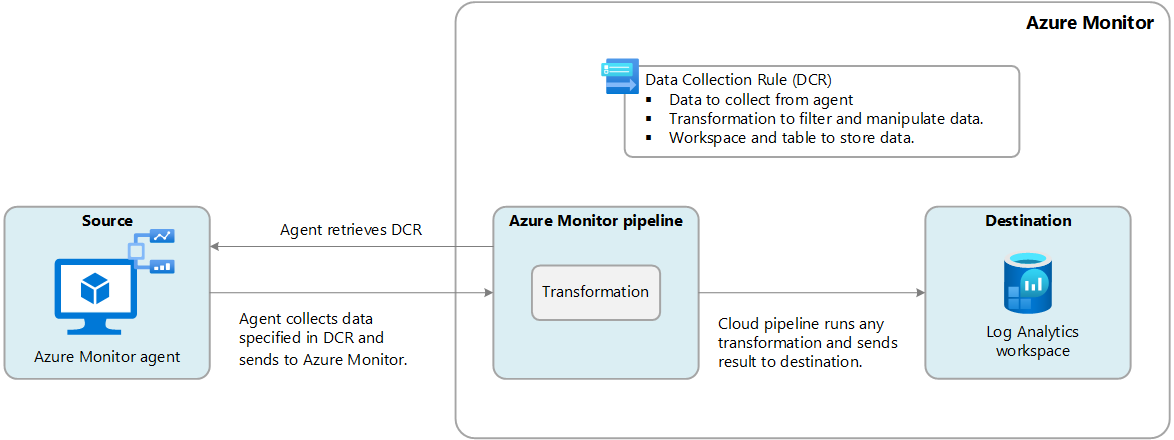 Azure Monitor
Data Collection Rule (DCR)
▪ Data to collect from agent
▪ Transformation to filter and manipulate data.
▪ Workspace and table to store data.
Source
Azure Monitor agent
Agent retrieves DCR
Agent collects data
specified in DCR and
sends to Azure Monitor.
Azure Monitor pipeline
Transformation
Cloud pipeline runs any
transformation and sends
result to destination.
Destination
Log Analytics
workspace